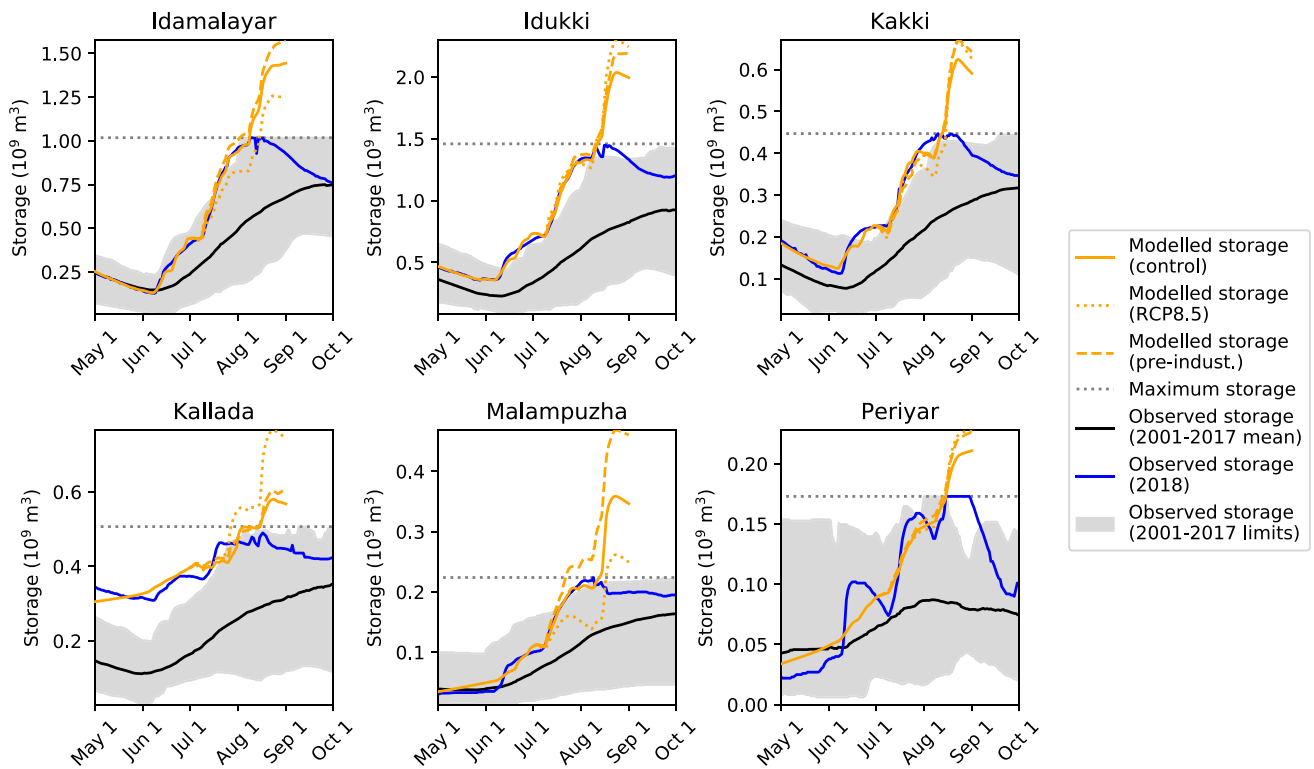 Idamalayar
Idukki
Kakki
Storage (10⁹ m³)
1.50
1.25
1.00
0.75
0.50
0.25
May 1
Jun 1
Jul 1
Aug 1
Sep 1
Oct 1
Storage (10⁹ m³)
2.0
1.5
1.0
0.5
May 1
Jun 1
Jul 1
Aug 1
Sep 1
Oct 1
Storage (10⁹ m³)
0.6
0.5
0.4
0.3
0.2
0.1
May 1
Jun 1
Jul 1
Aug 1
Sep 1
Oct 1
Kallada
Malampuzha
Periyar
Storage (10⁹ m³)
0.6
0.4
0.2
May 1
Jun 1
Jul 1
Aug 1
Sep 1
Oct 1
Storage (10⁹ m³)
0.4
0.3
0.2
0.1
May 1
Jun 1
Jul 1
Aug 1
Sep 1
Oct 1
Storage (10⁹ m³)
0.20
0.15
0.10
0.05
0.00
May 1
Jun 1
Jul 1
Aug 1
Sep 1
Oct 1
Modelled storage
(control)
Modelled storage
(RCP8.5)
Modelled storage
(pre-indust.)
Maximum storage
Observed storage
(2001-2017 mean)
Observed storage
(2018)
Observed storage
(2001-2017 limits)